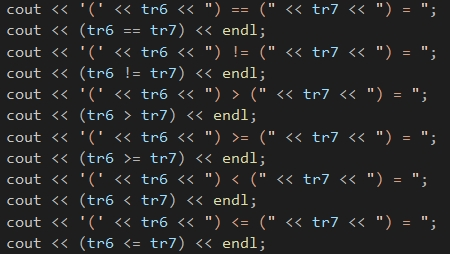 cout << '(' << tr6 << ") == (" << tr7 << ") = ";
cout << (tr6 == tr7) << endl;
cout << '(' << tr6 << ") != (" << tr7 << ") = ";
cout << (tr6 != tr7) << endl;
cout << '(' << tr6 << ") > (" << tr7 << ") = ";
cout << (tr6 > tr7) << endl;
cout << '(' << tr6 << ") >= (" << tr7 << ") = ";
cout << (tr6 >= tr7) << endl;
cout << '(' << tr6 << ") < (" << tr7 << ") = ";
cout << (tr6 < tr7) << endl;
cout << '(' << tr6 << ") <= (" << tr7 << ") = ";
cout << (tr6 <= tr7) << endl;